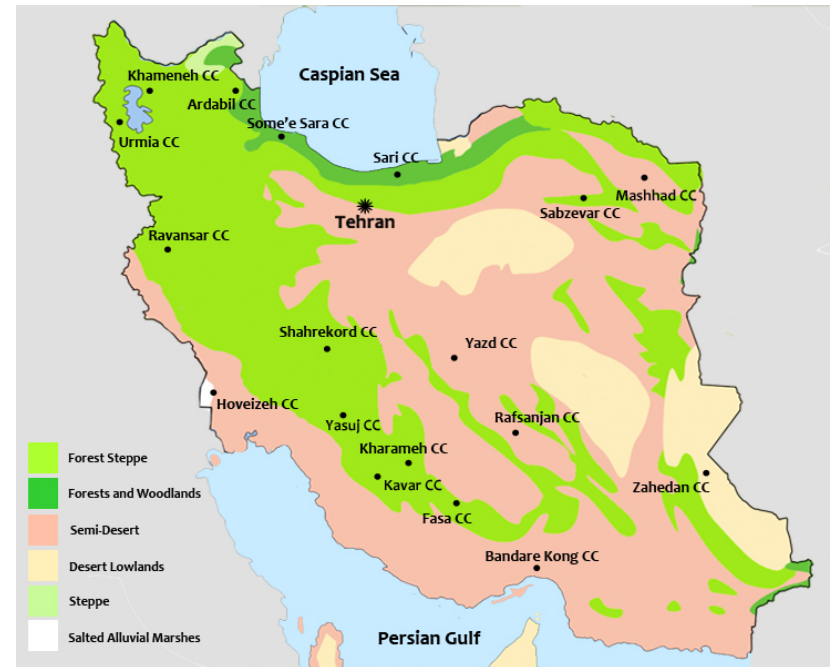 Caspian Sea
Khameneh CC
Ardabil CC
Some'e Sara CC
Urmia CC
Sari CC
Mashhad CC
Sabzevar CC
Tehran
Ravansar CC
Shahrekord CC
Yazd CC
Hoveizeh CC
Yasuj CC
Rafsanjan CC
Kharameh CC
Kavar CC
Zahedan CC
Fasa CC
Bandare Kong CC
Persian Gulf
Forest Steppe
Forests and Woodlands
Semi-Desert
Desert Lowlands
Steppe
Salted Alluvial Marshes